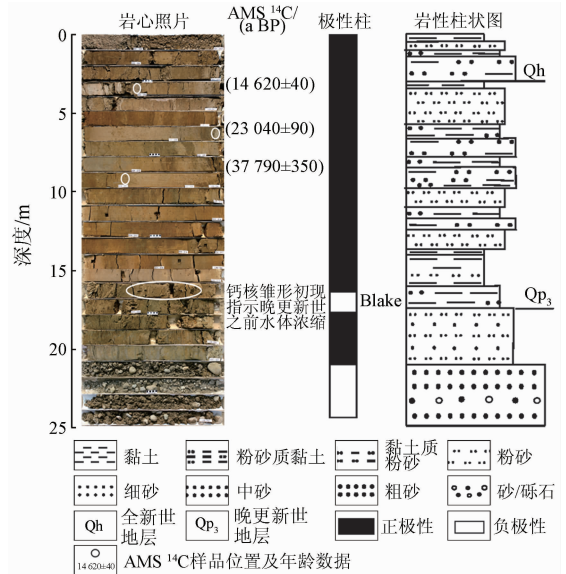 岩心照片
AMS ¹⁴C/
(a BP)
极性柱
岩性柱状图
深度/m
0
5
10
15
20
25
(14 620±40)
(23 040±90)
(37 790±350)
钙核雏形初现
指示晚更新世
之前水体浓缩
Blake
Qh
Qp₃
黏土
粉砂质黏土
黏土质
粉砂
粉砂
细砂
中砂
粗砂
砂/砾石
Qh
全新世
地层
Qp₃
晚更新世
地层
正极性
负极性
14 620±40
AMS ¹⁴C样品位置及年龄数据